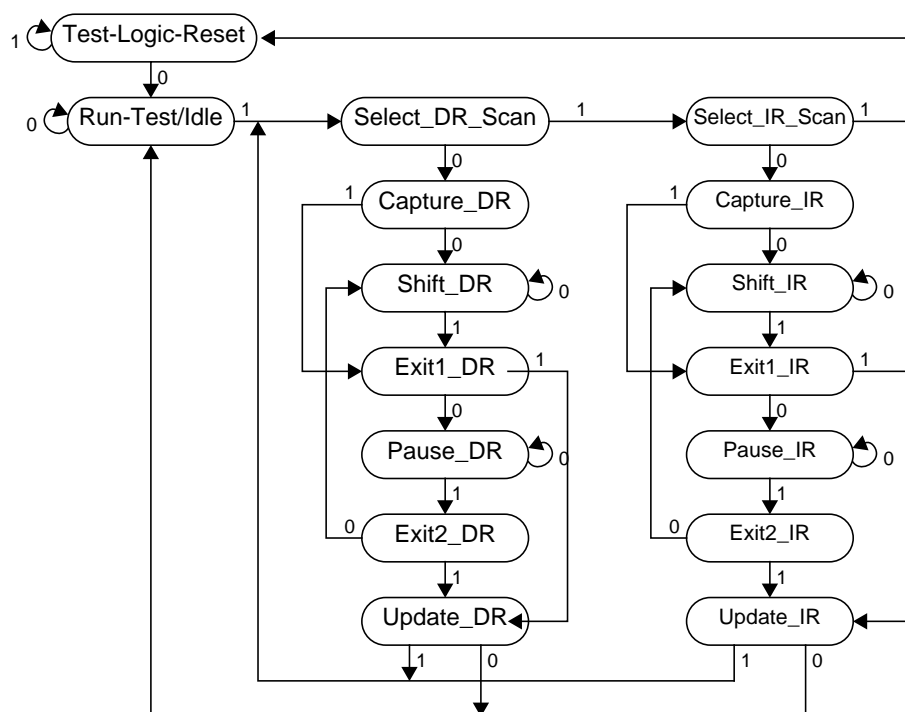 1
Test-Logic-Reset
0
0
Run-Test/Idle
1
Select_DR_Scan
1
Select_IR_Scan
1
0
0
1
Capture_DR
1
Capture_IR
0
0
Shift_DR
0
Shift_IR
0
1
1
Exit1_DR
1
Exit1_IR
1
0
0
Pause_DR
0
Pause_IR
0
1
1
0
Exit2_DR
0
Exit2_IR
1
1
Update_DR
Update_IR
1
0
1
0